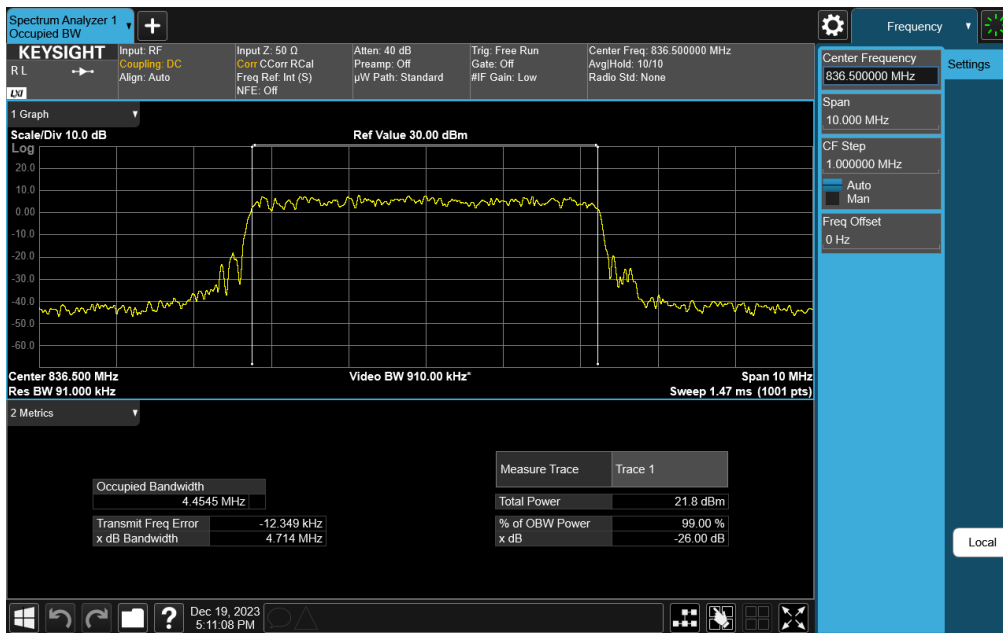 Spectrum Analyzer 1
Occupied BW
Frequency
KEYSIGHT
R L
LXI
Input: RF
Coupling: DC
Align: Auto
Input Z: 50 Ω
Corr CCorr RCal
Freq Ref: Int (S)
NFE: Off
Atten: 40 dB
Preamp: Off
µW Path: Standard
Trig: Free Run
Gate: Off
#IF Gain: Low
Center Freq: 836.500000 MHz
Avg|Hold: 10/10
Radio Std: None
Center Frequency
836.500000 MHz
Settings
Span
10.000 MHz
CF Step
1.000000 MHz
Auto
Man
Freq Offset
0 Hz
Local
1 Graph
Scale/Div 10.0 dB
Ref Value 30.00 dBm
Log
20.0
10.0
0.00
-10.0
-20.0
-30.0
-40.0
-50.0
-60.0
Center 836.500 MHz
Video BW 910.00 kHz*
Span 10 MHz
Res BW 91.000 kHz
Sweep 1.47 ms (1001 pts)
2 Metrics
Measure Trace Trace 1
Occupied Bandwidth
4.4545 MHz
Total Power 21.8 dBm
Transmit Freq Error -12.349 kHz
% of OBW Power 99.00 %
x dB Bandwidth 4.714 MHz
x dB -26.00 dB
?
Dec 19, 2023
5:11:08 PM